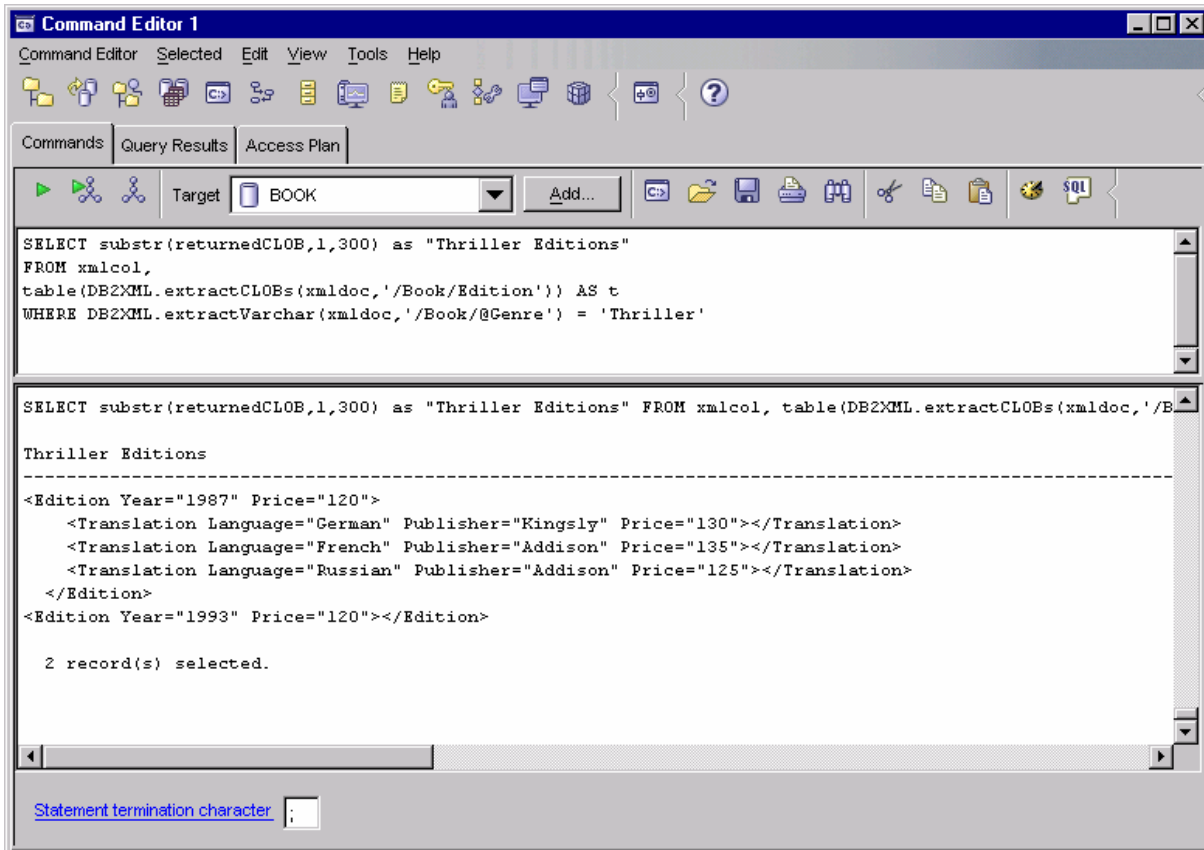 Command Editor 1
Command Editor Selected Edit View Tools Help
Commands Query Results Access Plan
Target BOOK Add... SQL
SELECT substr(returnedCLOB,1,300) as "Thriller Editions"
FROM xmlcol,
table(DB2XML.extractCLOBs(xmldoc,'/Book/Edition')) AS t
WHERE DB2XML.extractVarchar(xmldoc,'/Book/@Genre') = 'Thriller'
SELECT substr(returnedCLOB,1,300) as "Thriller Editions" FROM xmlcol, table(DB2XML.extractCLOBs(xmldoc,'/B
Thriller Editions
--------------------------------------------------------------------------------------------------------------
<Edition Year="1987" Price="120">
<Translation Language="German" Publisher="Kingsly" Price="130"></Translation>
<Translation Language="French" Publisher="Addison" Price="135"></Translation>
<Translation Language="Russian" Publisher="Addison" Price="125"></Translation>
</Edition>
<Edition Year="1993" Price="120"></Edition>
2 record(s) selected.
Statement termination character ;